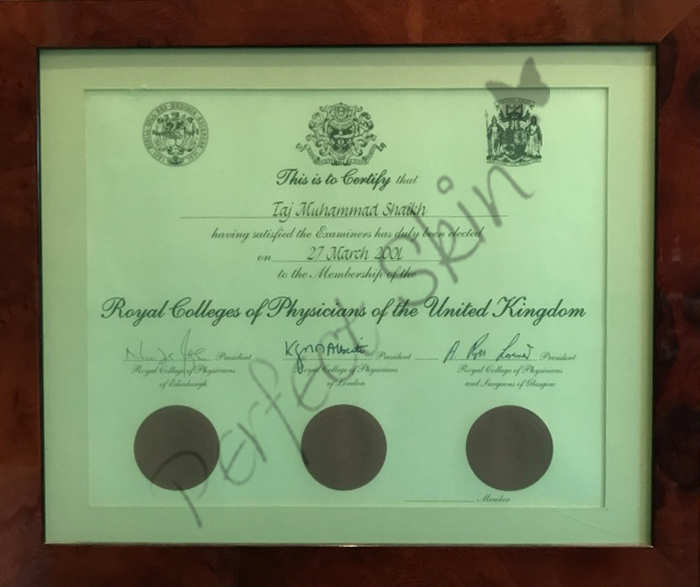 This is to Certify that
Taj Muhammad Shaikh
having satisfied the Examiners has duly been elected
on 27 March 2001
to the Membership of the
Royal Colleges of Physicians of the United Kingdom
President President President
Royal College of Physicians Royal College of Physicians Royal College of Physicians
of Edinburgh of London and Surgeons of Glasgow
Member
Perfect Skin